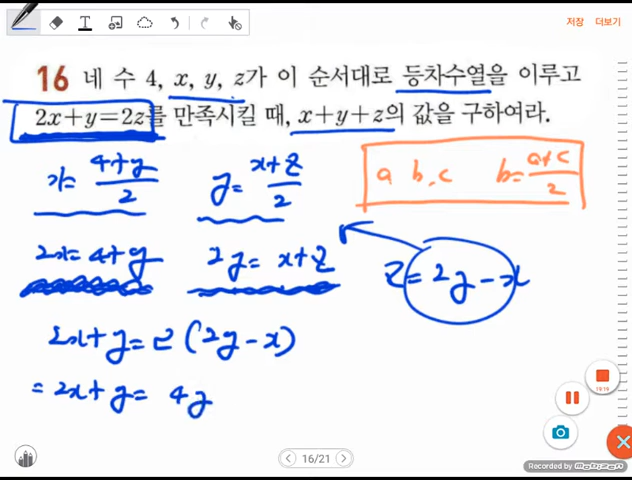 저장 더보기
16 네 수 4, x, y, z가 이 순서대로 등차수열을 이루고
2x+y=2z를 만족시킬 때, x+y+z의 값을 구하여라.
x= 4+y/2 y= x+z/2 a b, c b= a+c/2
2x=4+y 2y= x+z z= 2y-x
2x+y= 2(2y-x)
= 2x+y= 4y
19:19
16/21
Recorded by Mobizen